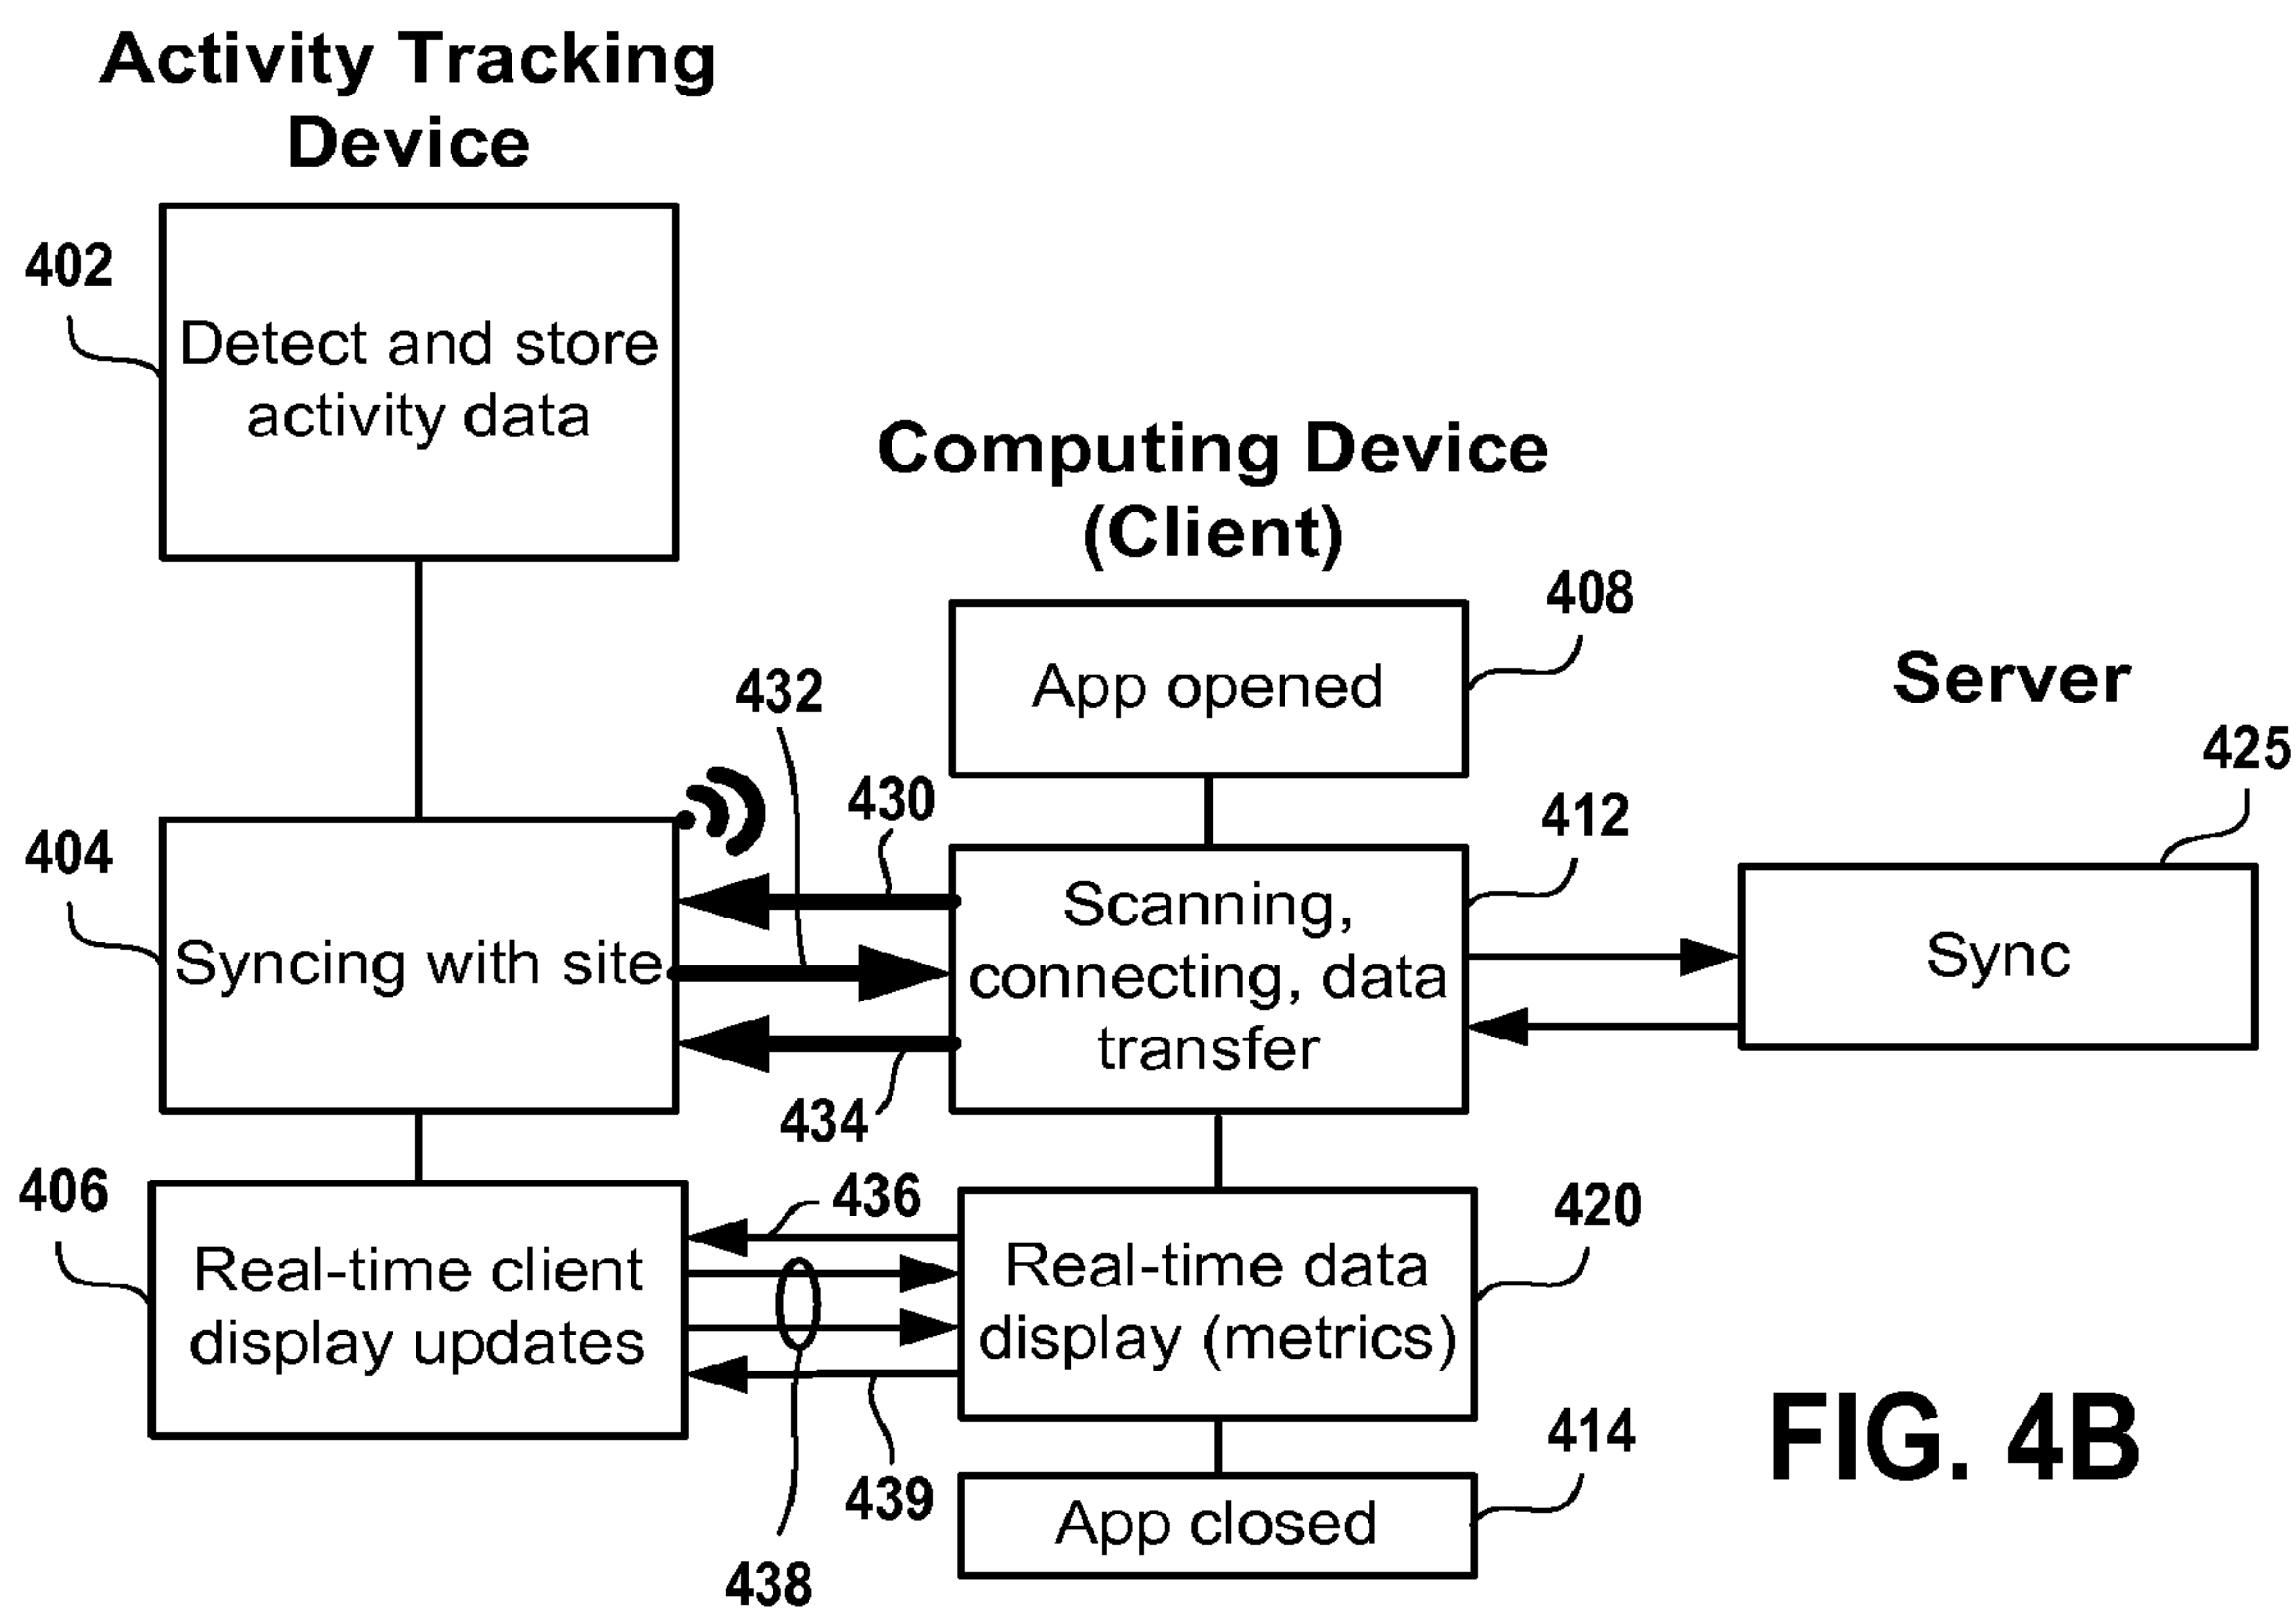 Activity Tracking
Device
402
Detect and store
activity data
Computing Device
(Client)
408
App opened
Server
425
432
430
412
404
Syncing with site
Scanning,
connecting, data
transfer
Sync
434
406
436
420
Real-time client
display updates
Real-time data
display (metrics)
439
438
414
App closed
FIG. 4B